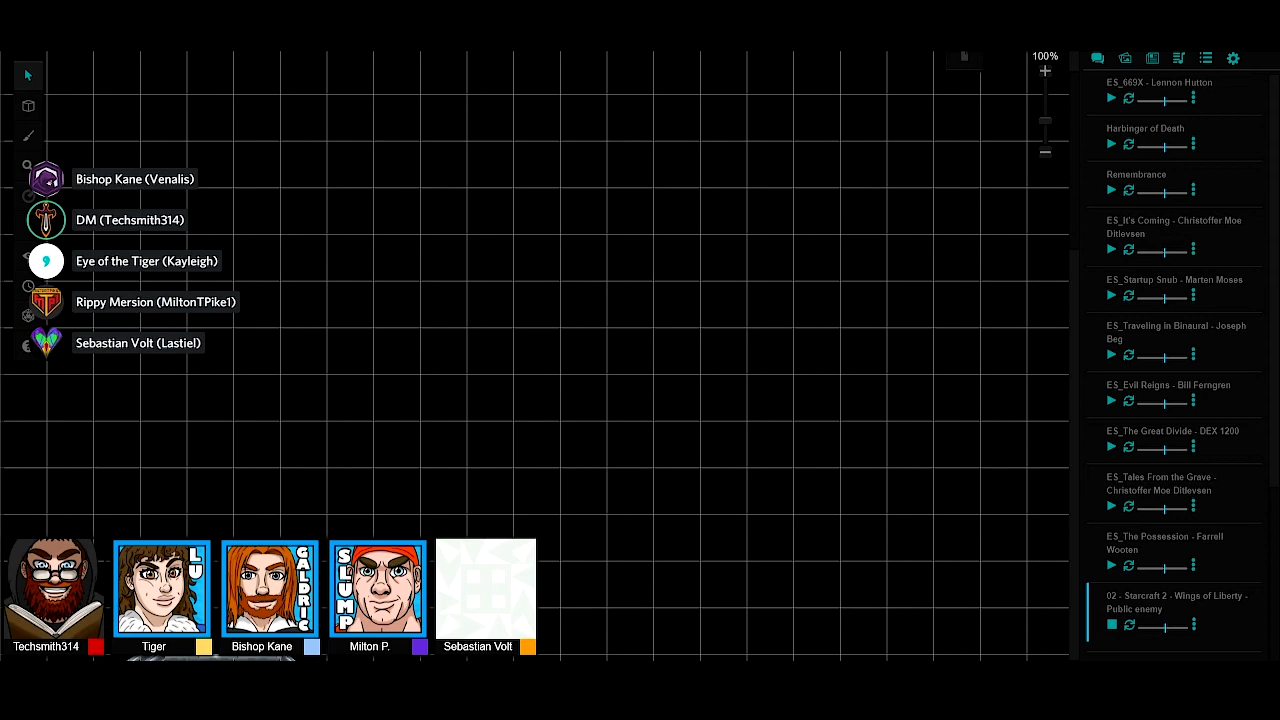 100%
ES_669X - Lennon Hutton
Harbinger of Death
Remembrance
ES_It's Coming - Christoffer Moe
Ditlevsen
ES_Startup Snub - Marten Moses
ES_Traveling in Binaural - Joseph
Beg
ES_Evil Reigns - Bill Ferngren
ES_The Great Divide - DEX 1200
ES_Tales From the Grave -
Christoffer Moe Ditlevsen
ES_The Possession - Farrell
Wooten
02 - Starcraft 2 - Wings of Liberty -
Public enemy
Bishop Kane (Venalis)
DM (Techsmith314)
Eye of the Tiger (Kayleigh)
Rippy Mersion (MiltonTPike1)
Sebastian Volt (Lastiel)
LU
GALDRIC
SLUMP
Techsmith314
Tiger
Bishop Kane
Milton P.
Sebastian Volt